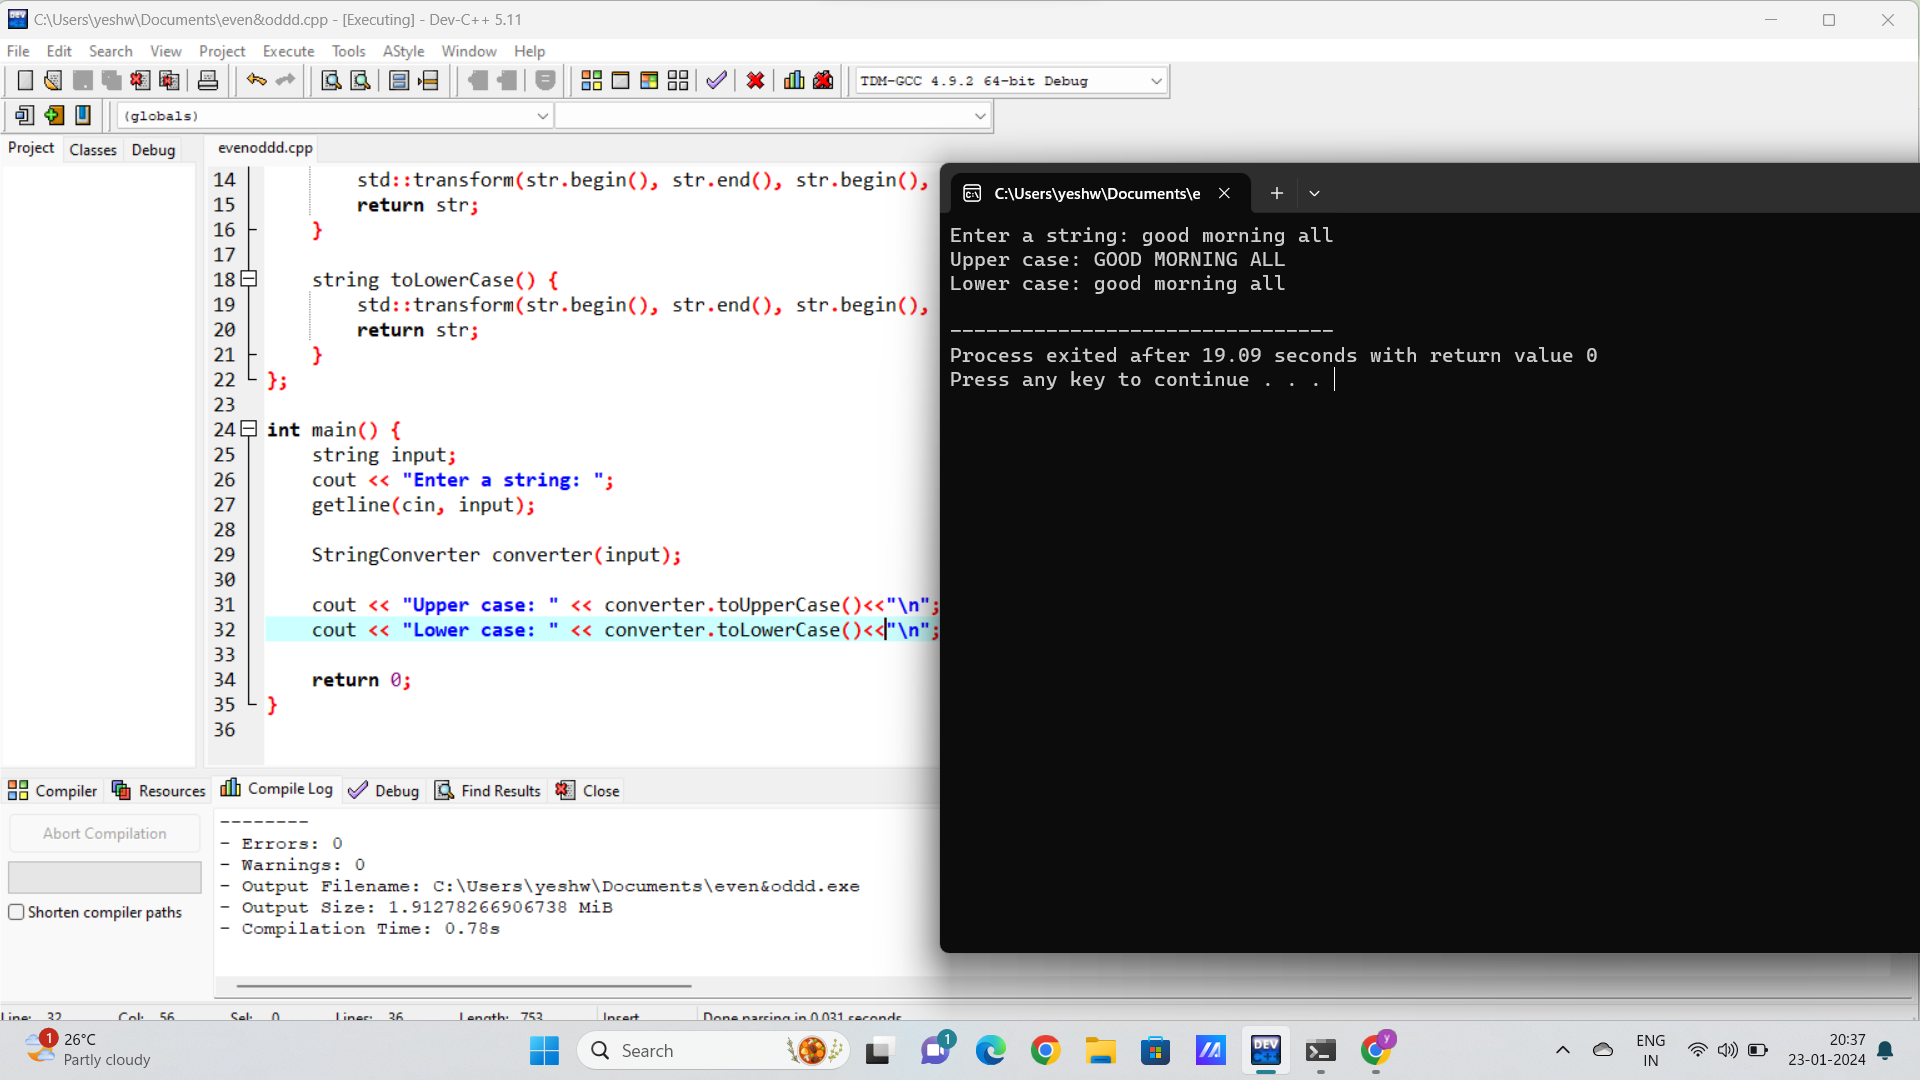 C:\Users\yeshw\Documents\even&oddd.cpp - [Executing] - Dev-C++ 5.11
File Edit Search View Project Execute Tools AStyle Window Help
TDM-GCC 4.9.2 64-bit Debug
(globals)
Project Classes Debug
evenoddd.cpp
14 std::transform(str.begin(), str.end(), str.begin(),
15 return str;
16 }
17
18 string toLowerCase() {
19 std::transform(str.begin(), str.end(), str.begin(),
20 return str;
21 }
22 };
23
24 int main() {
25 string input;
26 cout << "Enter a string: ";
27 getline(cin, input);
28
29 StringConverter converter(input);
30
31 cout << "Upper case: " << converter.toUpperCase()<<"\n";
32 cout << "Lower case: " << converter.toLowerCase()<<"\n";
33
34 return 0;
35 }
36
C:\Users\yeshw\Documents\e
Enter a string: good morning all
Upper case: GOOD MORNING ALL
Lower case: good morning all
--------------------------------
Process exited after 19.09 seconds with return value 0
Press any key to continue . . .
Compiler Resources Compile Log Debug Find Results Close
Abort Compilation
Shorten compiler paths
--------
- Errors: 0
- Warnings: 0
- Output Filename: C:\Users\yeshw\Documents\even&oddd.exe
- Output Size: 1.91278266906738 MiB
- Compilation Time: 0.78s
Line: 32 Col: 56 Sel: 0 Lines: 36 Length: 753 Insert Done parsing in 0.031 seconds
1
26°C
Partly cloudy
Search
1
DEV
C++
y
ENG
IN
20:37
23-01-2024